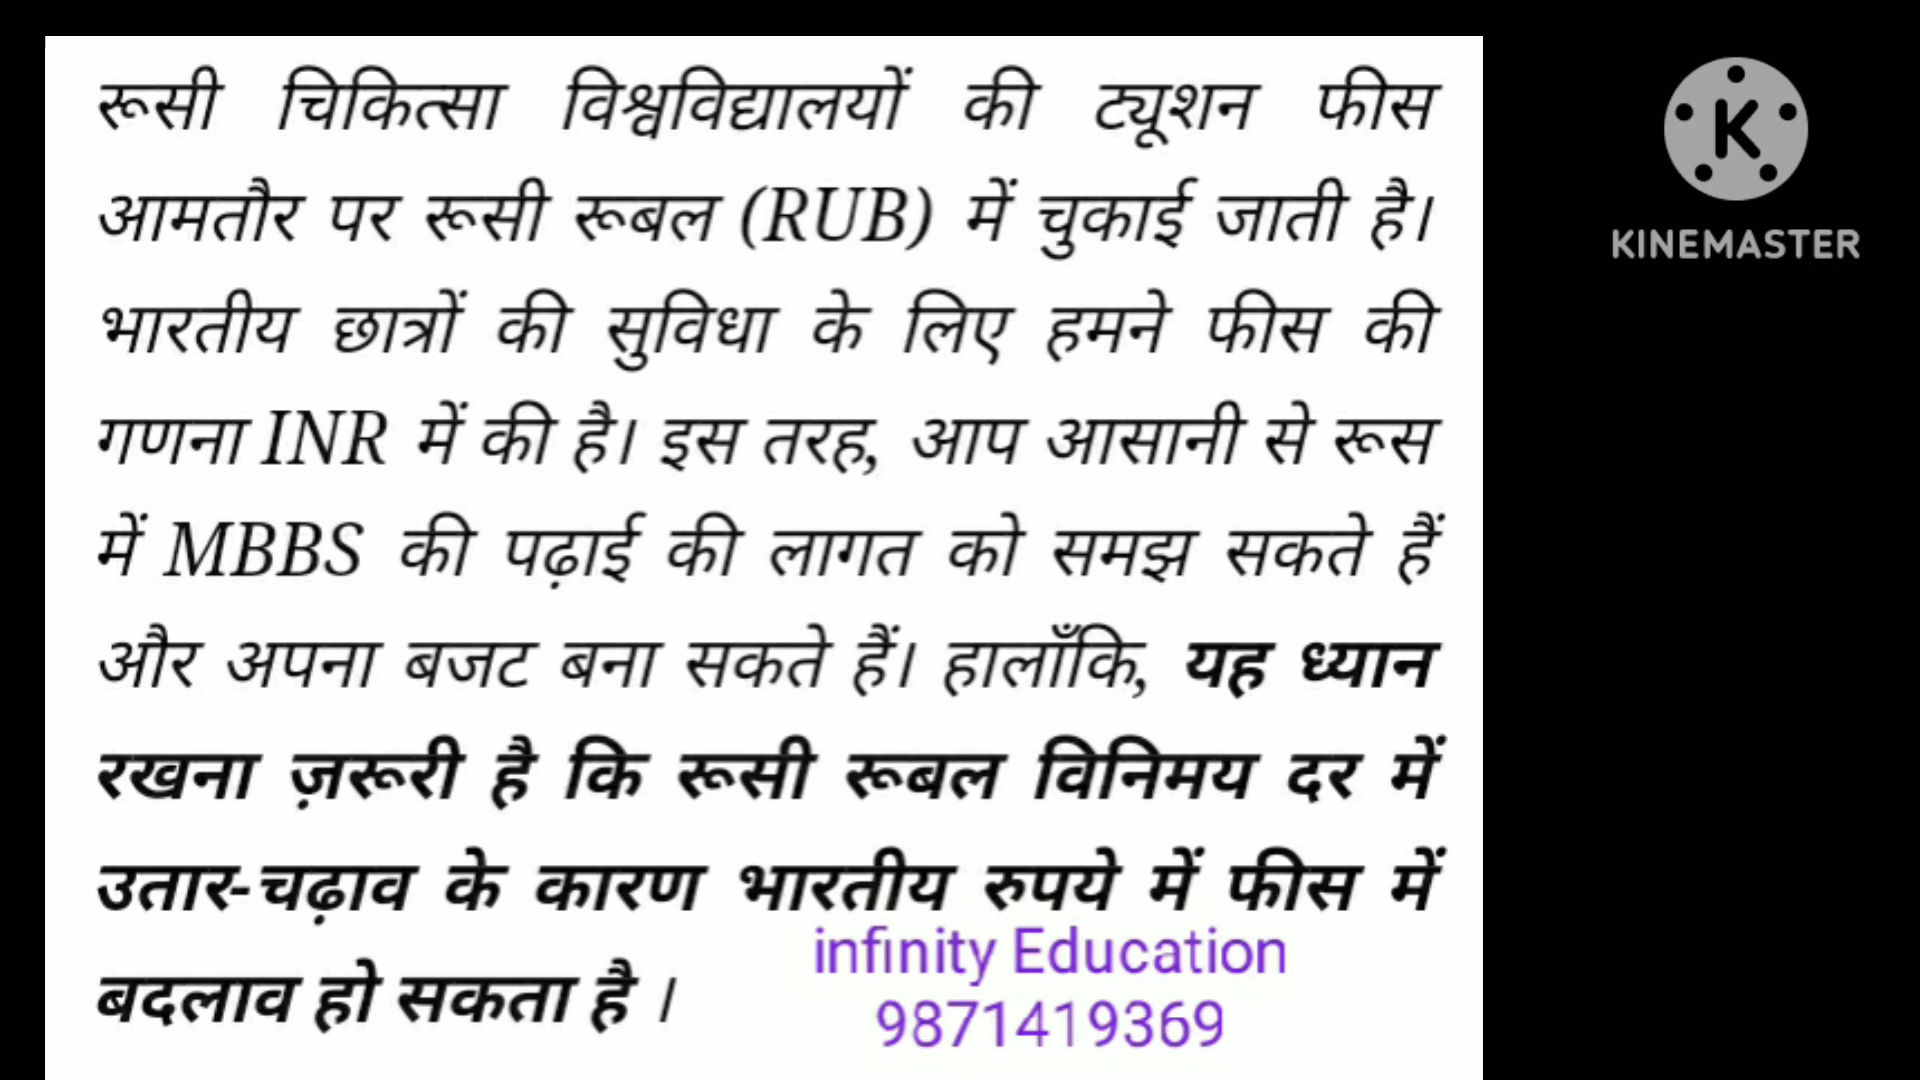 रूसी चिकित्सा विश्वविद्यालयों की ट्यूशन फीस
आमतौर पर रूसी रूबल (RUB) में चुकाई जाती है।
भारतीय छात्रों की सुविधा के लिए हमने फीस की
गणना INR में की है। इस तरह, आप आसानी से रूस
में MBBS की पढ़ाई की लागत को समझ सकते हैं
और अपना बजट बना सकते हैं। हालाँकि, यह ध्यान
रखना ज़रूरी है कि रूसी रूबल विनिमय दर में
उतार-चढ़ाव के कारण भारतीय रुपये में फीस में
बदलाव हो सकता है ।
infinity Education
9871419369
K
KINEMASTER